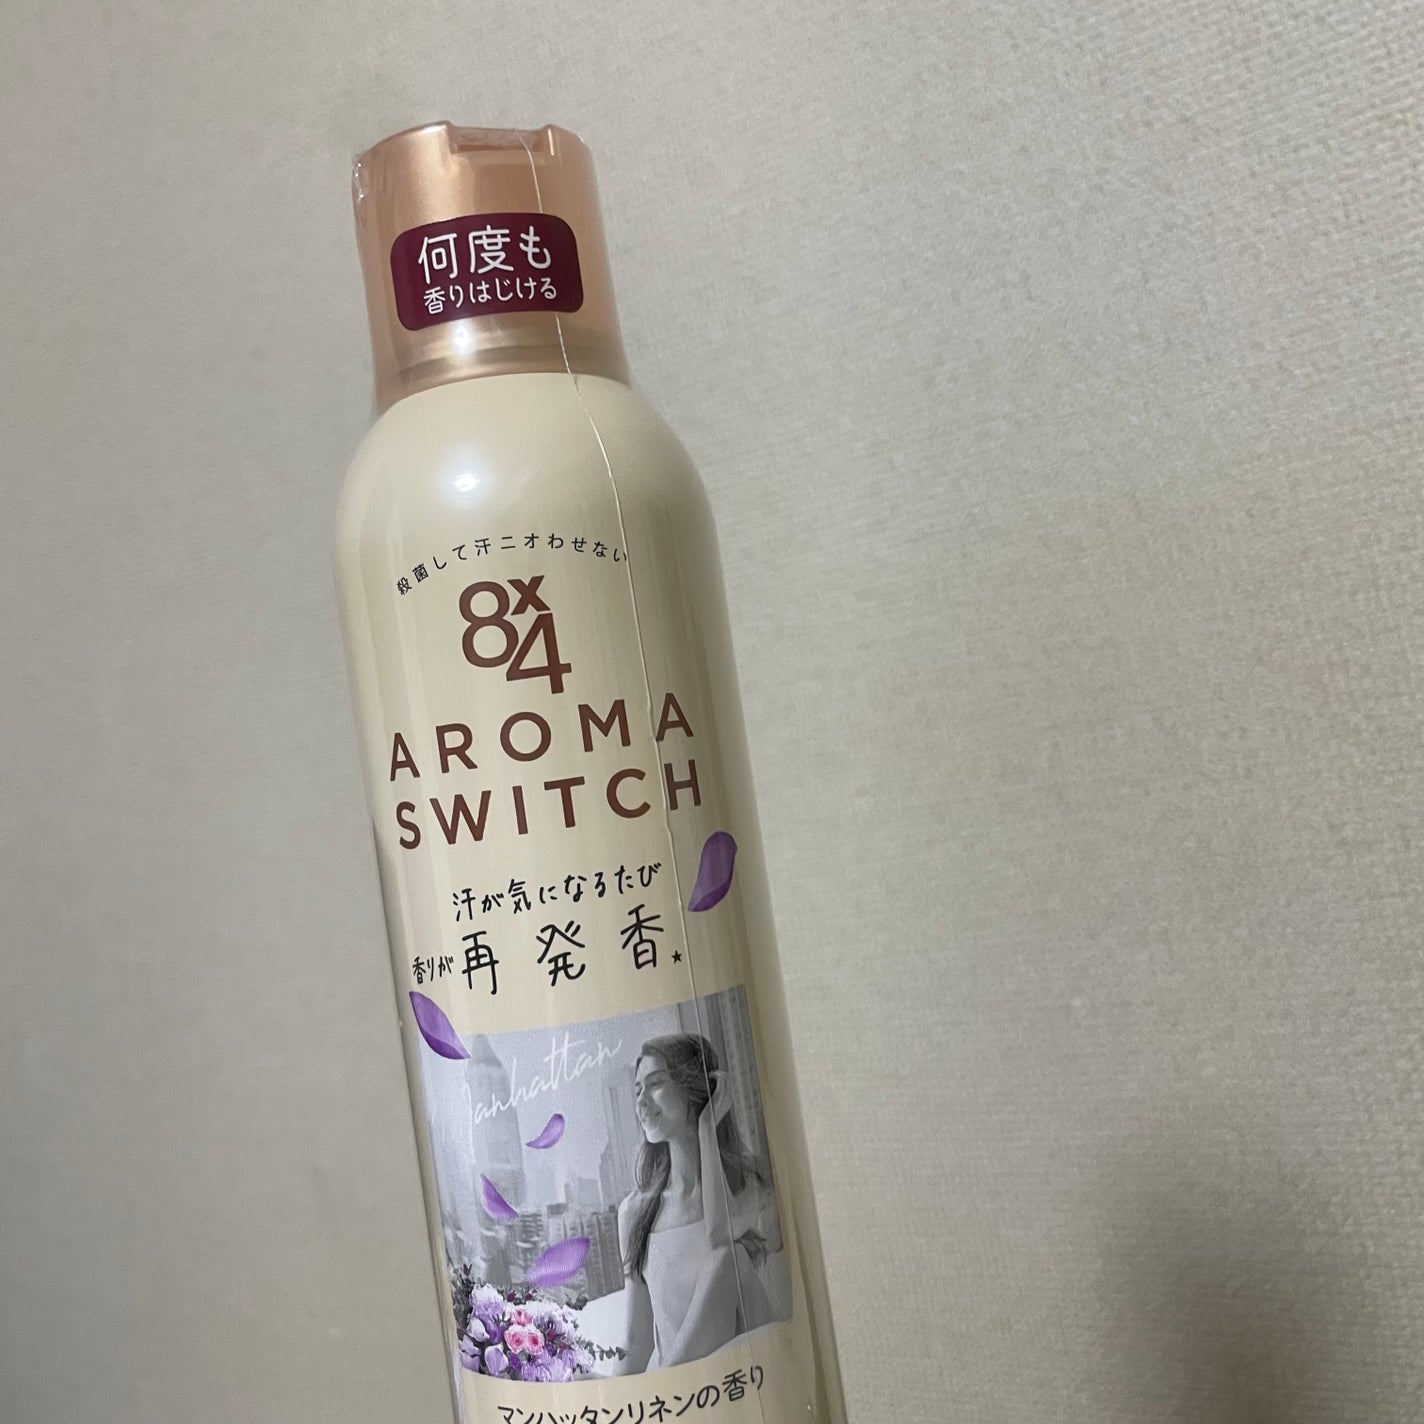 何度も
香りはじける
殺菌して汗ニオわせない
8x4
AROMA
SWITCH
汗が気になるたび
香りが再発香★
Manhattan
マンハッタンリネンの香り